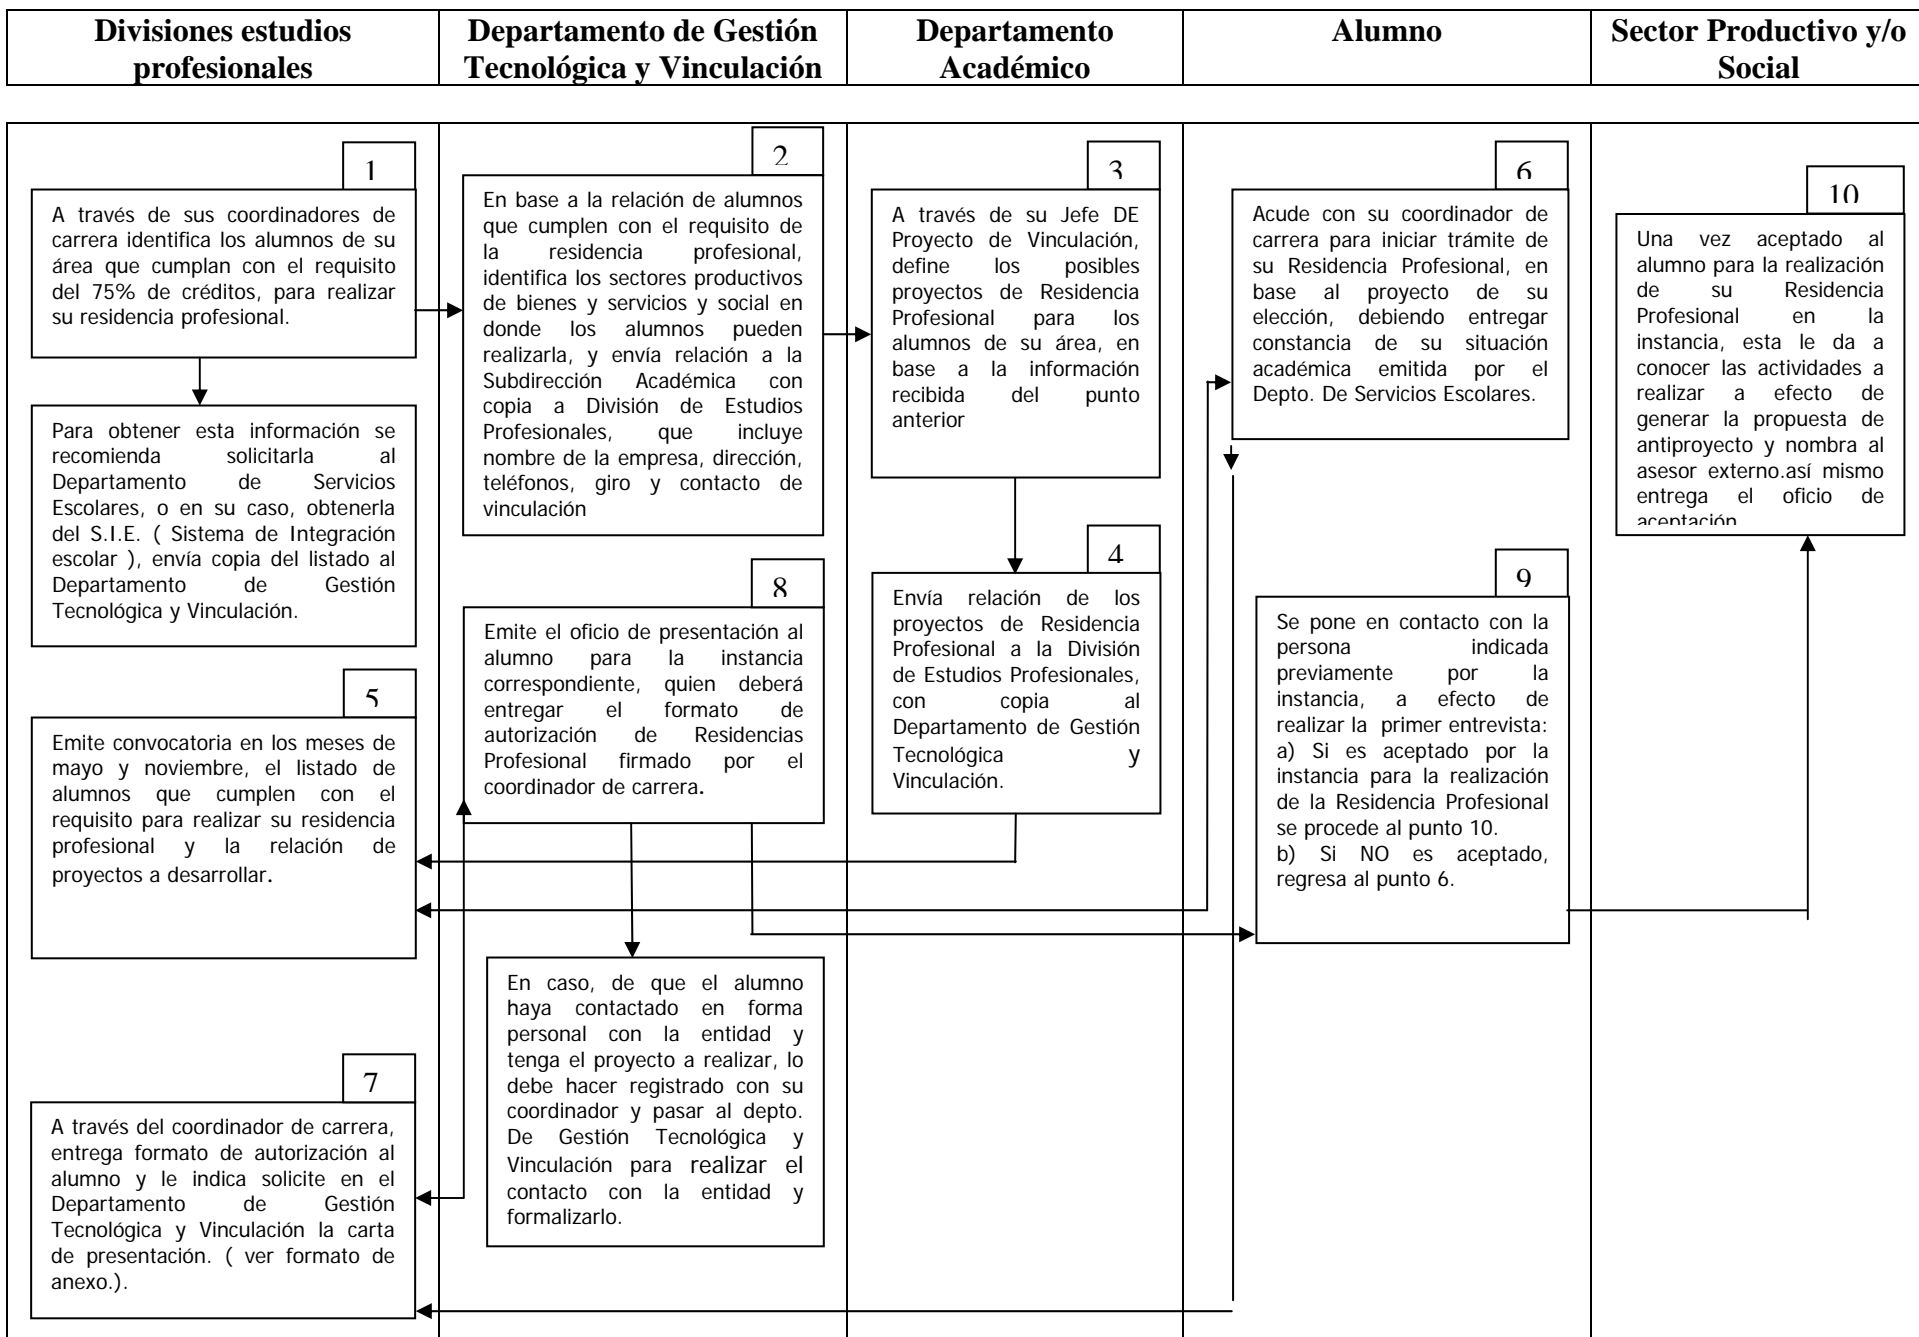 Divisiones estudios
profesionales
Departamento de Gestión
Tecnológica y Vinculación
Departamento
Académico
Alumno
Sector Productivo y/o
Social
1
A través de sus coordinadores de
carrera identifica los alumnos de su
área que cumplan con el requisito
del 75% de créditos, para realizar
su residencia profesional.
Para obtener esta información se
recomienda solicitarla al
Departamento de Servicios
Escolares, o en su caso, obtenerla
del S.I.E. ( Sistema de Integración
escolar ), envía copia del listado al
Departamento de Gestión
Tecnológica y Vinculación.
5
Emite convocatoria en los meses de
mayo y noviembre, el listado de
alumnos que cumplen con el
requisito para realizar su residencia
profesional y la relación de
proyectos a desarrollar.
7
A través del coordinador de carrera,
entrega formato de autorización al
alumno y le indica solicite en el
Departamento de Gestión
Tecnológica y Vinculación la carta
de presentación. ( ver formato de
anexo.).
2
En base a la relación de alumnos
que cumplen con el requisito de
la residencia profesional,
identifica los sectores productivos
de bienes y servicios y social en
donde los alumnos pueden
realizarla, y envía relación a la
Subdirección Académica con
copia a División de Estudios
Profesionales, que incluye
nombre de la empresa, dirección,
teléfonos, giro y contacto de
vinculación
8
Emite el oficio de presentación al
alumno para la instancia
correspondiente, quien deberá
entregar el formato de
autorización de Residencias
Profesional firmado por el
coordinador de carrera.
En caso, de que el alumno
haya contactado en forma
personal con la entidad y
tenga el proyecto a realizar, lo
debe hacer registrado con su
coordinador y pasar al depto.
De Gestión Tecnológica y
Vinculación para realizar el
contacto con la entidad y
formalizarlo.
3
A través de su Jefe DE
Proyecto de Vinculación,
define los posibles
proyectos de Residencia
Profesional para los
alumnos de su área, en
base a la información
recibida del punto
anterior
4
Envía relación de los
proyectos de Residencia
Profesional a la División
de Estudios Profesionales,
con copia al
Departamento de Gestión
Tecnológica y
Vinculación.
6
Acude con su coordinador de
carrera para iniciar trámite de
su Residencia Profesional, en
base al proyecto de su
elección, debiendo entregar
constancia de su situación
académica emitida por el
Depto. De Servicios Escolares.
9
Se pone en contacto con la
persona indicada
previamente por la
instancia, a efecto de
realizar la primer entrevista:
a) Si es aceptado por la
instancia para la realización
de la Residencia Profesional
se procede al punto 10.
b) Si NO es aceptado,
regresa al punto 6.
10
Una vez aceptado al
alumno para la realización
de su Residencia
Profesional en la
instancia, esta le da a
conocer las actividades a
realizar a efecto de
generar la propuesta de
antiproyecto y nombra al
asesor externo.así mismo
entrega el oficio de
aceptación